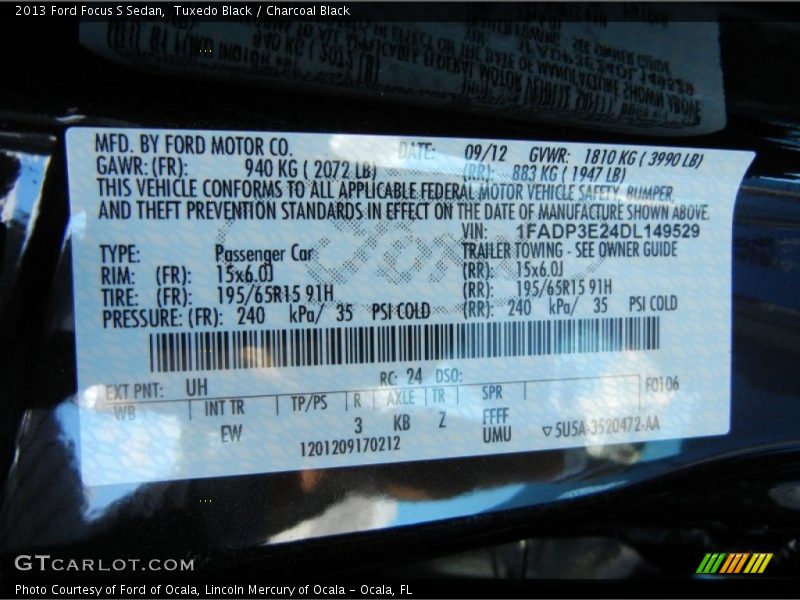 2013 Ford Focus S Sedan,  Tuxedo Black / Charcoal Black
MFD. BY FORD MOTOR CO. DATE: 09/12 GVWR: 1810 KG ( 3990 LB)
GAWR: (FR): 940 KG ( 2072 LB) (RR): 883 KG ( 1947 LB)
THIS VEHICLE CONFORMS TO ALL APPLICABLE FEDERAL MOTOR VEHICLE SAFETY, BUMPER,
AND THEFT PREVENTION STANDARDS IN EFFECT ON THE DATE OF MANUFACTURE SHOWN ABOVE.
VIN: 1FADP3E24DL149529
TYPE: Passenger Car TRAILER TOWING - SEE OWNER GUIDE
RIM: (FR): 15x6.0J (RR): 15x6.0J
TIRE: (FR): 195/65R15 91H (RR): 195/65R15 91H
PRESSURE: (FR): 240 kPa/ 35 PSI COLD (RR): 240 kPa/ 35 PSI COLD
EXT PNT: UH RC: 24 DSO: F0106
WB INT TR TP/PS R AXLE TR SPR
EW 3 KB Z FFFF
UMU
1201209170212 ▽5U5A-3520472-AA
GTCARLOT.COM
Photo Courtesy of Ford of Ocala, Lincoln Mercury of Ocala - Ocala, FL